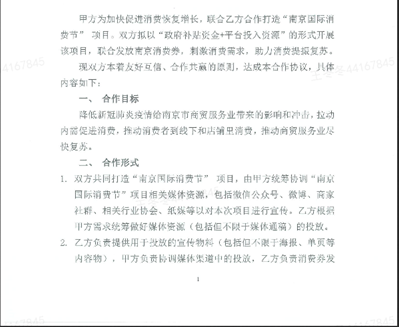 甲方为加快促进消费恢复增长，联合乙方合作打造“南京国际消
费节” 项目。双方拟以“政府补贴资金+平台投入资源”的形式开展
该项目，联合发放南京消费券，刺激消费需求，助力消费提振复苏。
现双方本着友好互信、合作共赢的原则，达成本合作协议，具体
内容如下：
一、 合作目标
降低新冠肺炎疫情给南京市商贸服务业带来的影响和冲击，拉动
内需促进消费，推动消费者到线下和店铺里消费，推动商贸服务业尽
快复苏。
二、 合作形式
1. 双方共同打造“南京国际消费节” 项目，由甲方统筹协调“南京
国际消费节”项目相关媒体资源，包括微信公众号、微博、商家
社群、相关行业协会、纸媒等以对本次项目进行宣传。乙方根据
甲方需求统筹做好媒体资源（包括但不限于媒体通稿）的投放。
2. 乙方负责提供用于投放的宣传物料（包括但不限于海报、单页等
内容物），甲方负责协调媒体渠道中的投放。乙方负责消费券发
1